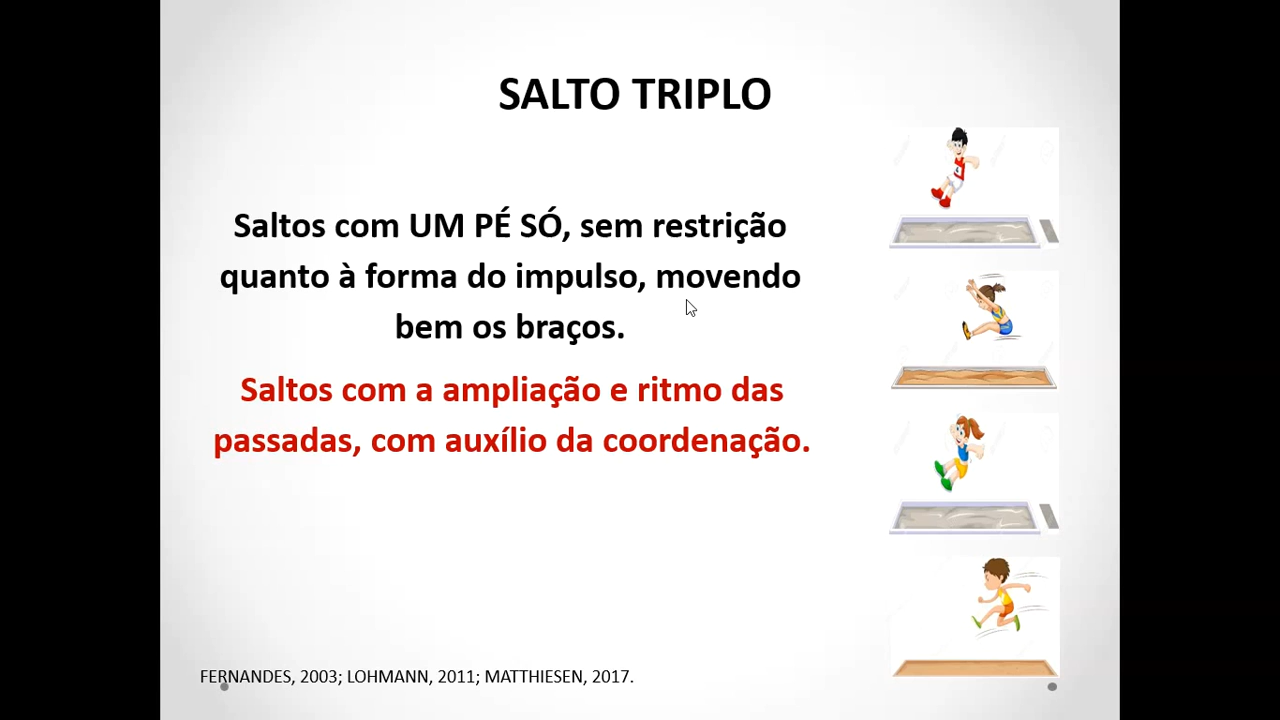 SALTO TRIPLO
Saltos com UM PÉ SÓ, sem restrição
quanto à forma do impulso, movendo
bem os braços.
Saltos com a ampliação e ritmo das
passadas, com auxílio da coordenação.
FERNANDES, 2003; LOHMANN, 2011; MATTHIESEN, 2017.